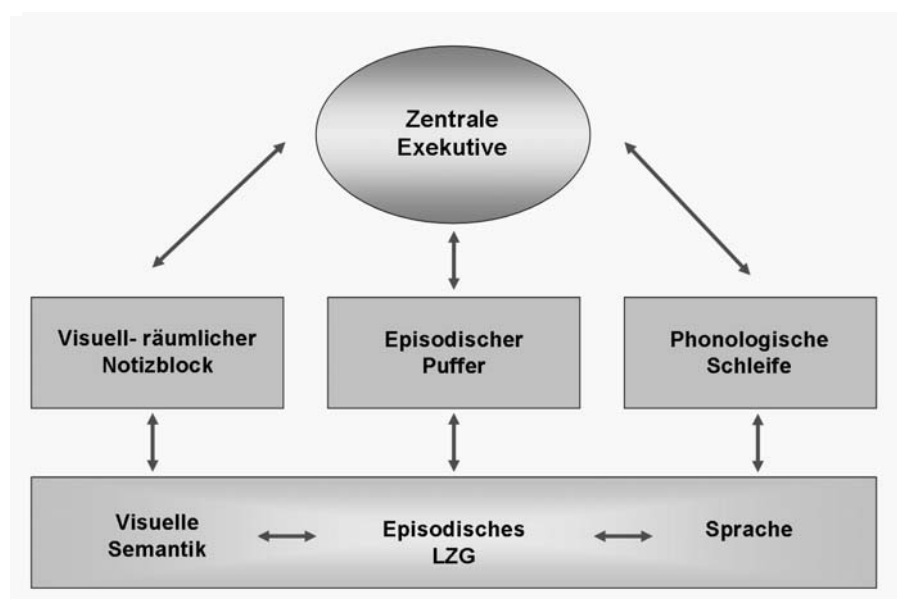 Zentrale
Exekutive
Visuell- räumlicher
Notizblock
Episodischer
Puffer
Phonologische
Schleife
Visuelle
Semantik
Episodisches
LZG
Sprache